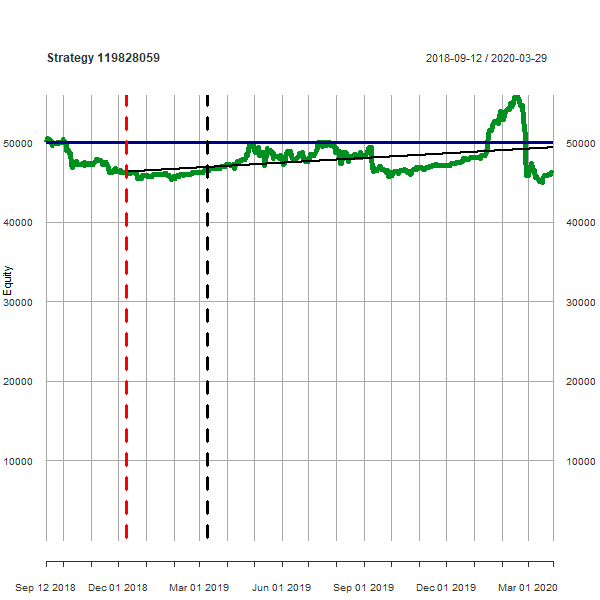 Strategy 119828059 2018-09-12 / 2020-03-29
50000 50000
40000 40000
Equity
30000 30000
20000 20000
10000 10000
Sep 12 2018 Dec 01 2018 Mar 01 2019 Jun 01 2019 Sep 01 2019 Dec 01 2019 Mar 01 2020